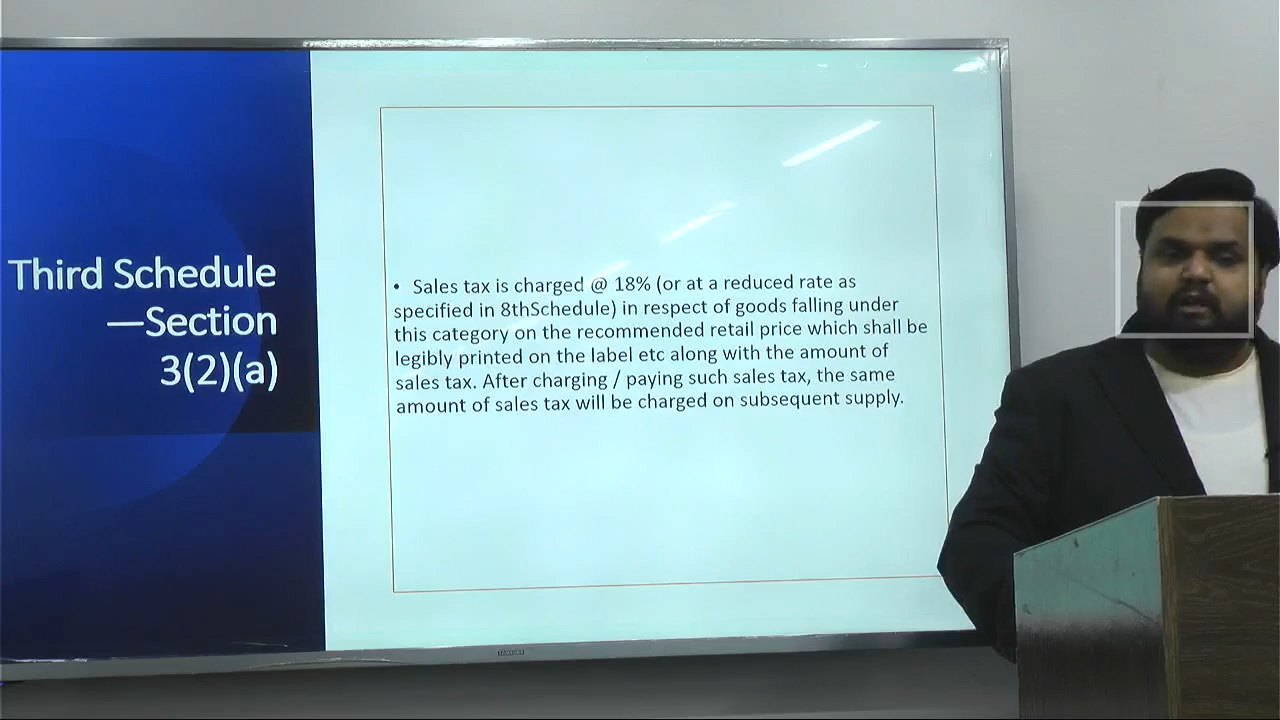 Third Schedule
—Section
3(2)(a)
• Sales tax is charged @ 18% (or at a reduced rate as
specified in 8thSchedule) in respect of goods falling under
this category on the recommended retail price which shall be
legibly printed on the label etc along with the amount of
sales tax. After charging / paying such sales tax, the same
amount of sales tax will be charged on subsequent supply.